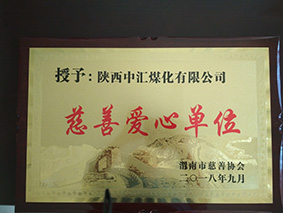 授予：陕西中汇煤化有限公司
慈善爱心单位
渭南市慈善协会
二〇一八年九月